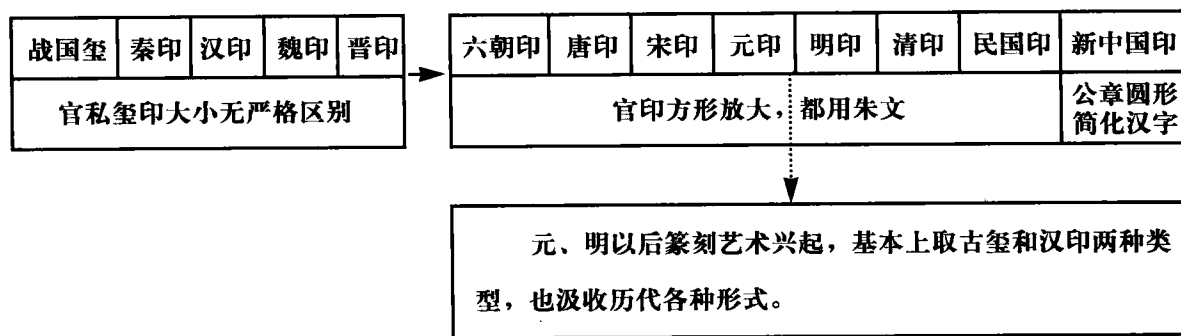 战国玺 秦印 汉印 魏印 晋印
官私玺印大小无严格区别
六朝印 唐印 宋印 元印 明印 清印 民国印 新中国印
官印方形放大，都用朱文
公章圆形
简化汉字
元、明以后篆刻艺术兴起，基本上取古玺和汉印两种类
型，也汲收历代各种形式。